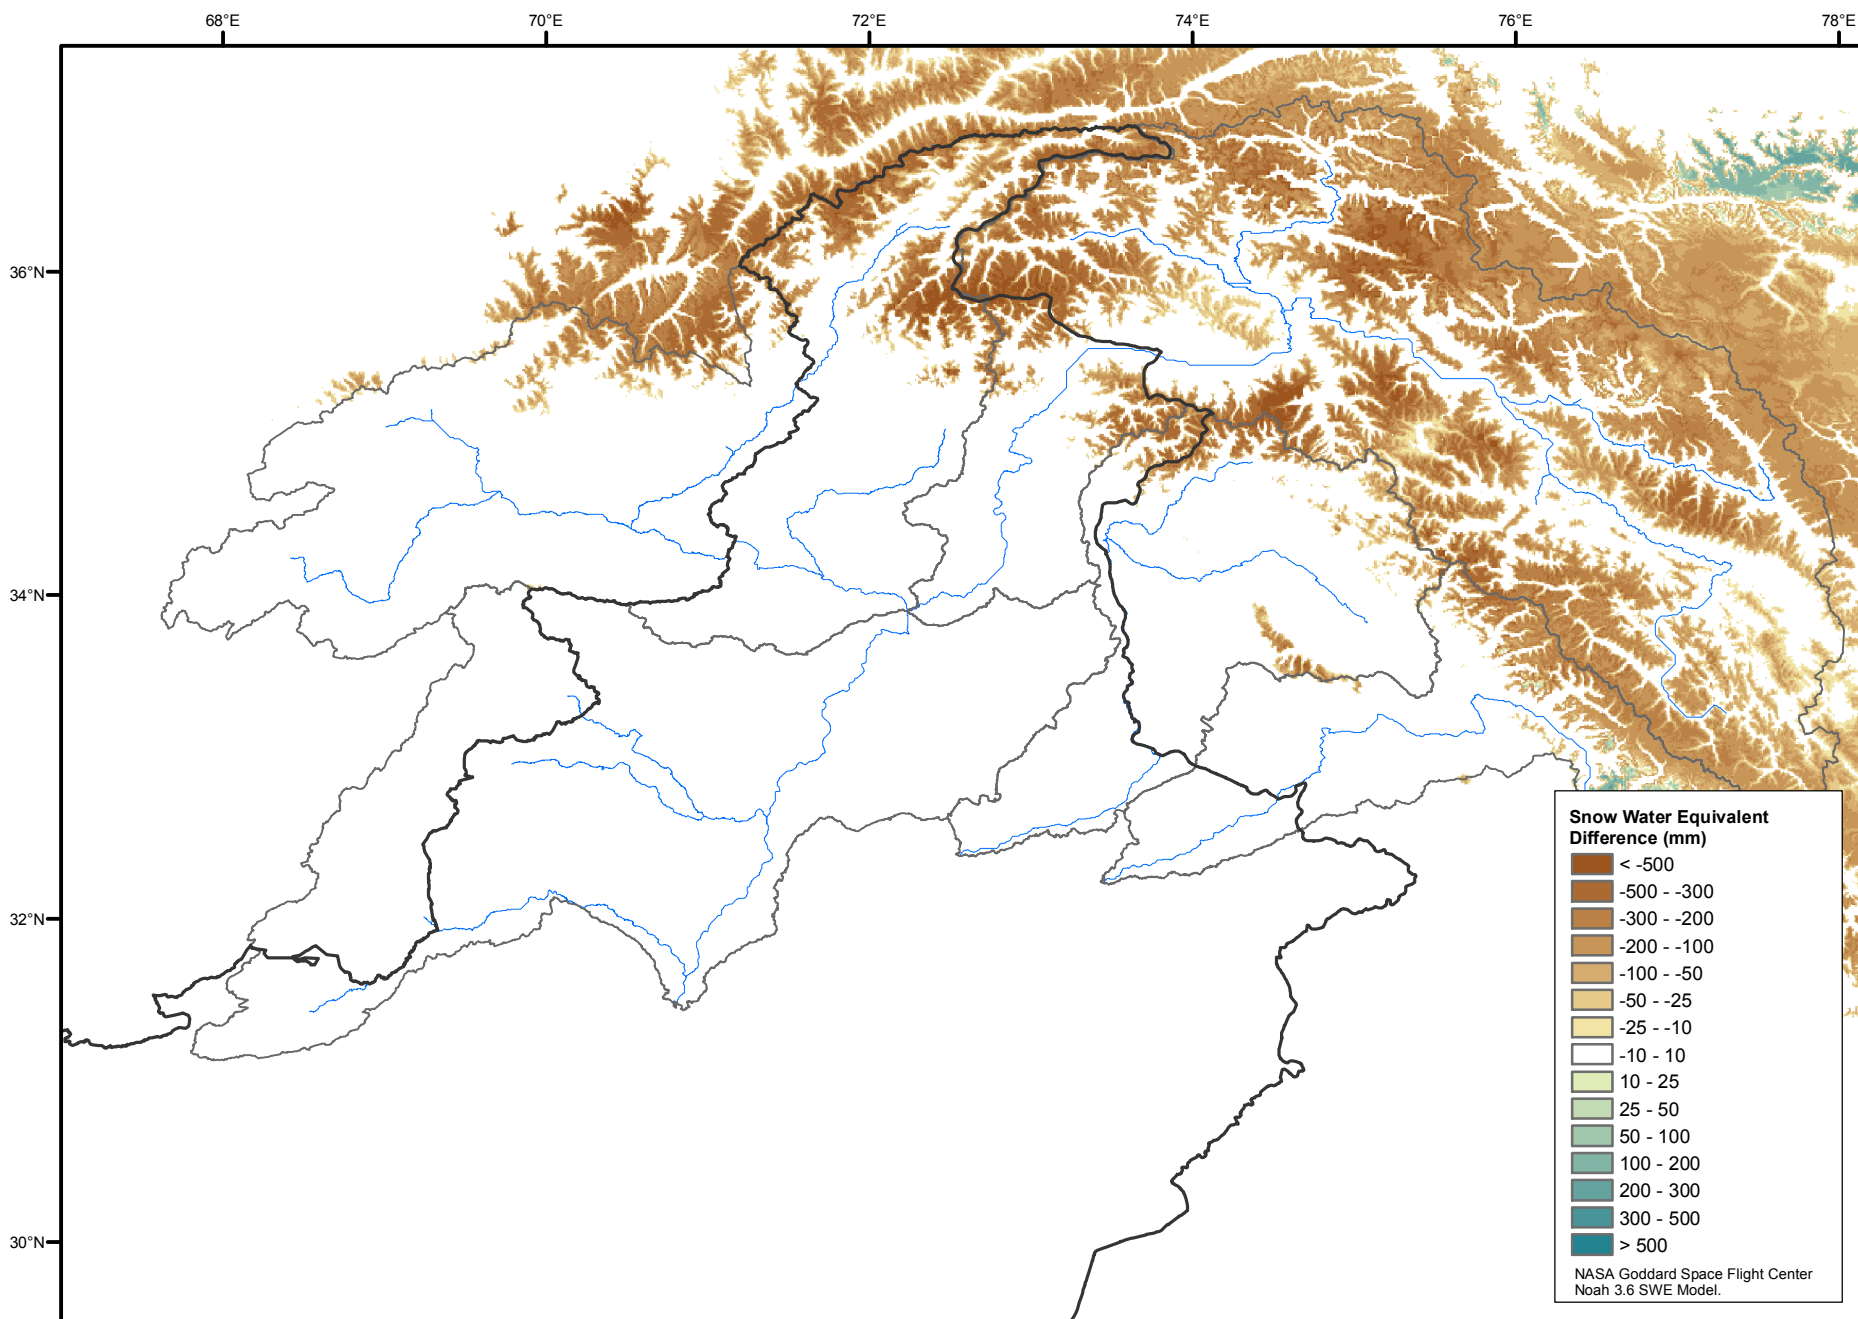 68°E 70°E 72°E 74°E 76°E 78°E
36°N
34°N
32°N
30°N
Snow Water Equivalent
Difference (mm)
< -500
-500 - -300
-300 - -200
-200 - -100
-100 - -50
-50 - -25
-25 - -10
-10 - 10
10 - 25
25 - 50
50 - 100
100 - 200
200 - 300
300 - 500
> 500
NASA Goddard Space Flight Center
Noah 3.6 SWE Model.